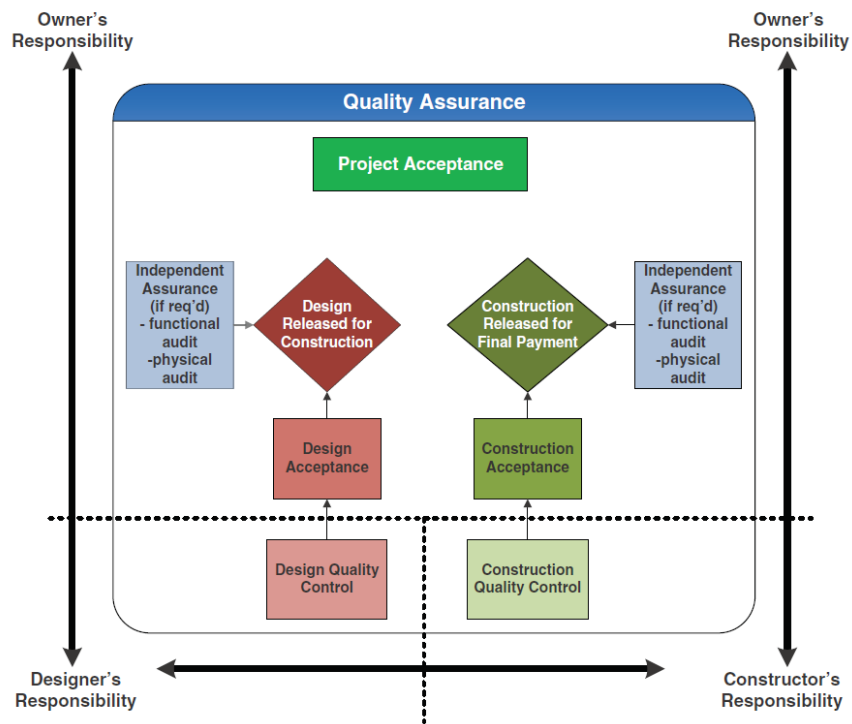 Owner's
Responsibility
Owner's
Responsibility
Quality Assurance
Project Acceptance
Independent
Assurance
(if req'd)
- functional
audit
-physical
audit
Design
Released for
Construction
Construction
Released for
Final Payment
Independent
Assurance
(if req'd)
- functional
audit
-physical
audit
Design
Acceptance
Construction
Acceptance
Design Quality
Control
Construction
Quality Control
Designer's
Responsibility
Constructor's
Responsibility